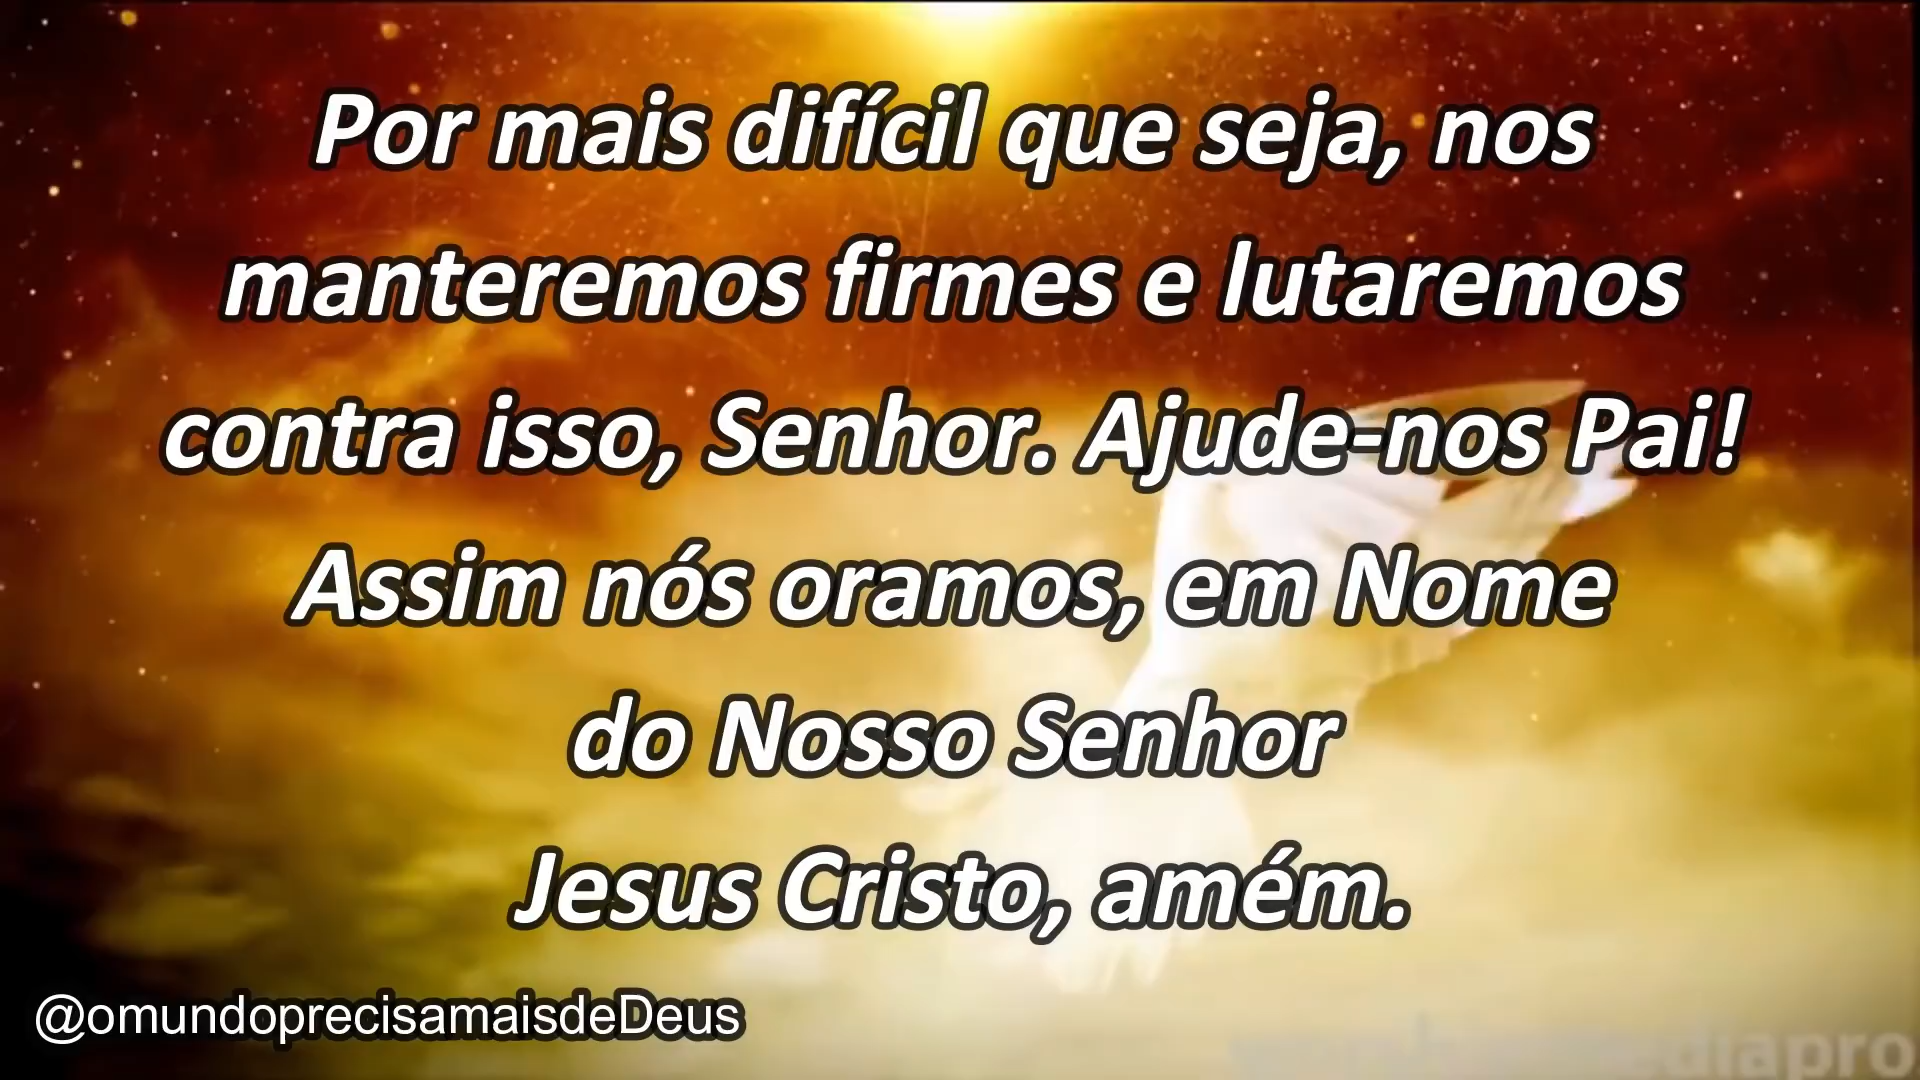 Por mais difícil que seja, nos
manteremos firmes e lutaremos
contra isso, Senhor. Ajude-nos Pai!
Assim nós oramos, em Nome
do Nosso Senhor
Jesus Cristo, amém.
@omundoprecisamaisdeDeus